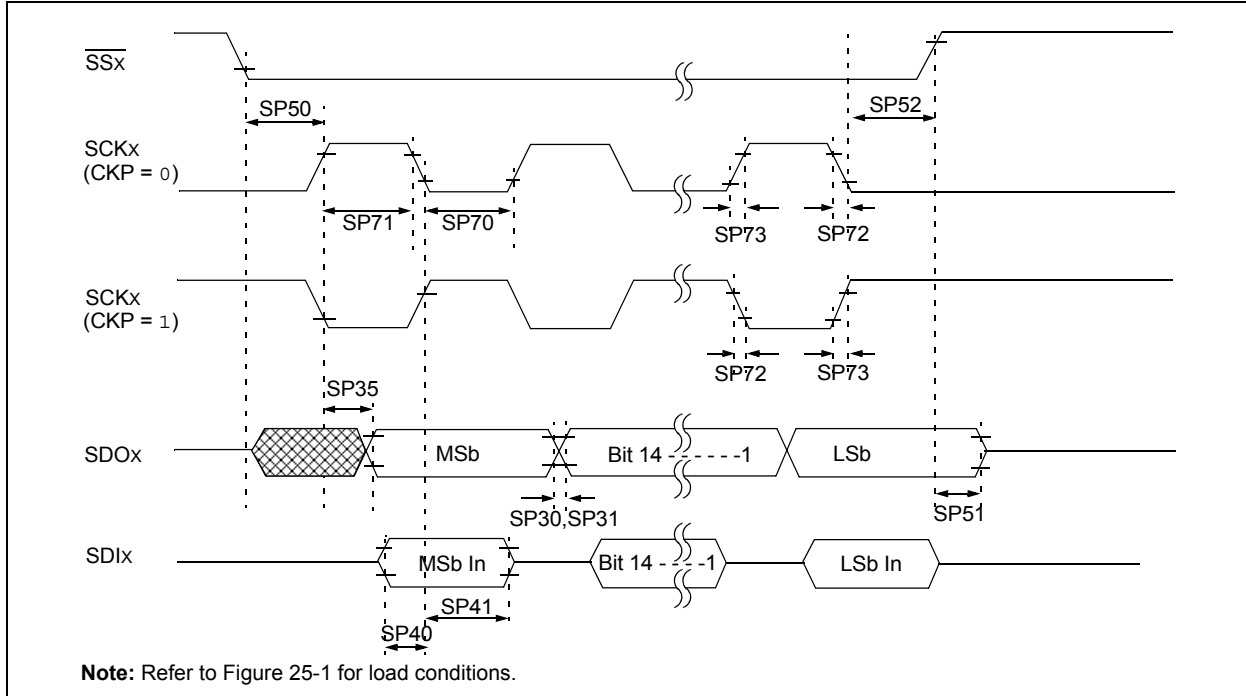 SSx
SP50
SP52
SCKx
(CKP = 0)
SP71
SP70
SP73
SP72
SCKx
(CKP = 1)
SP72
SP73
SP35
SDOx
MSb
Bit 14 - - - - - -1
LSb
SP30,SP31
SP51
SDIx
MSb In
Bit 14 - - - -1
LSb In
SP41
SP40
Note: Refer to Figure 25-1 for load conditions.